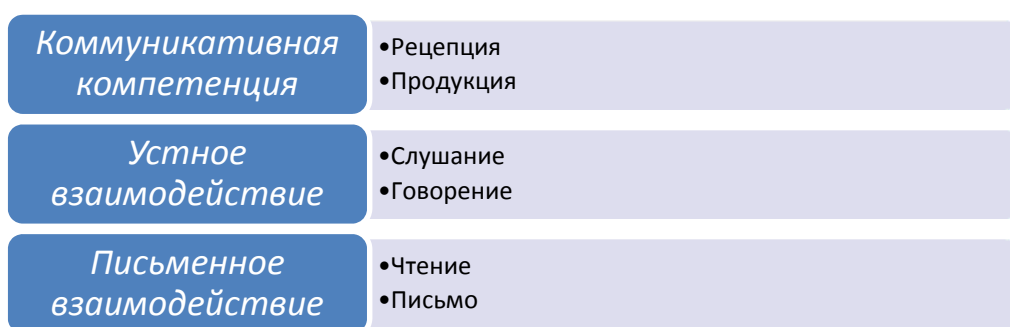 Коммуникативная
компетенция
•Рецепция
•Продукция
Устное
взаимодействие
•Слушание
•Говорение
Письменное
взаимодействие
•Чтение
•Письмо